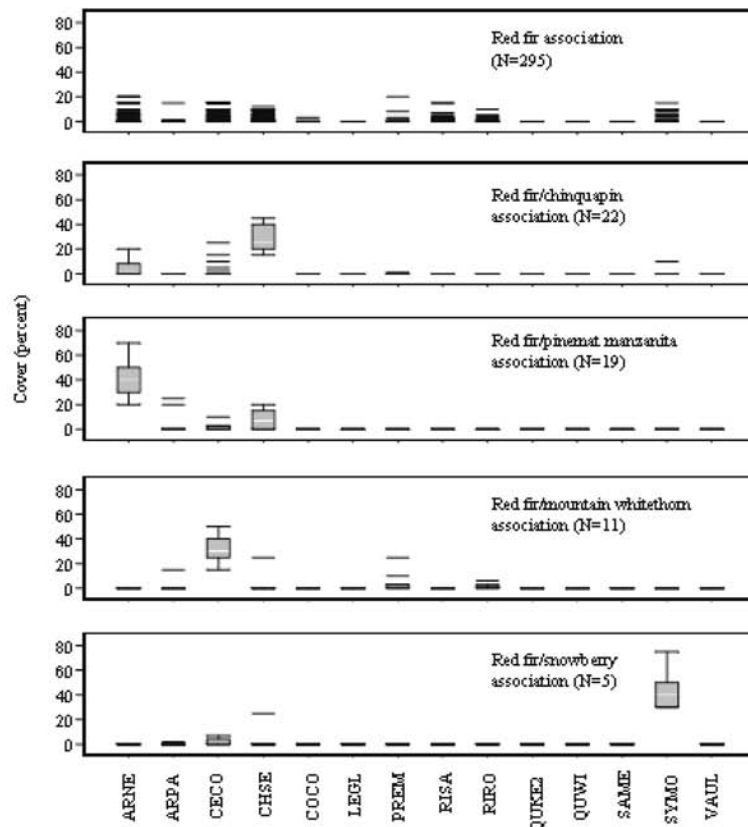 80
60
40
20
0
Red fir association
(N=295)
80
60
40
20
0
Red fir/chinquapin
association (N=22)
Cover (percent)
80
60
40
20
0
Red fir/pinemat manzanita
association (N=19)
80
60
40
20
0
Red fir/mountain whitethorn
association (N=11)
80
60
40
20
0
Red fir/snowberry
association (N=5)
ARNE
ARPA
CECO
CHSE
COCO
LEGL
PREM
RISA
RIRO
QUKE2
QUWI
SAME
SYMO
VAUL